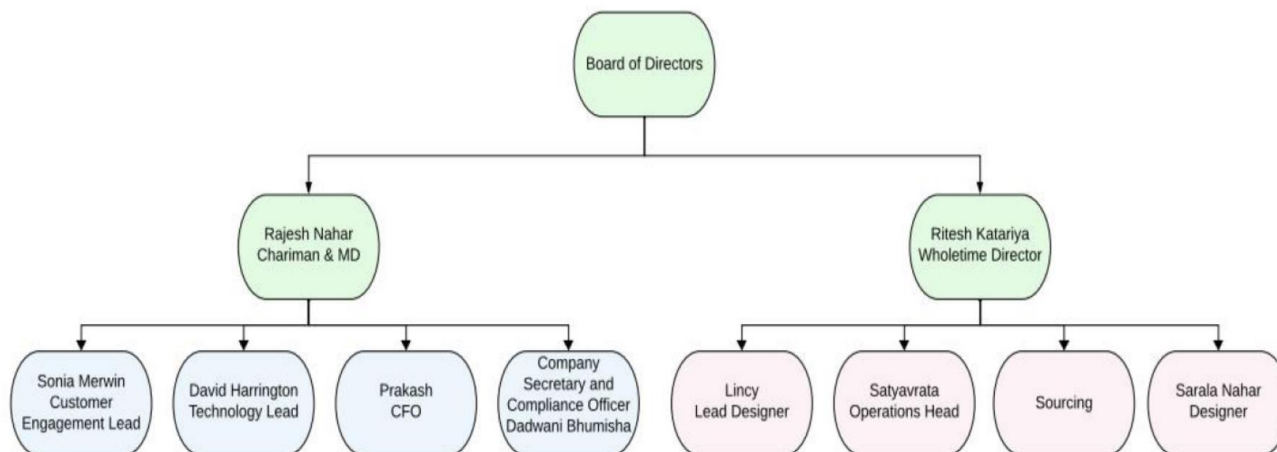 Board of Directors
Rajesh Nahar
Chariman & MD
Ritesh Katariya
Wholetime Director
Sonia Merwin
Customer
Engagement Lead
David Harrington
Technology Lead
Prakash
CFO
Company
Secretary and
Compliance Officer
Dadwani Bhumisha
Lincy
Lead Designer
Satyavrata
Operations Head
Sourcing
Sarala Nahar
Designer